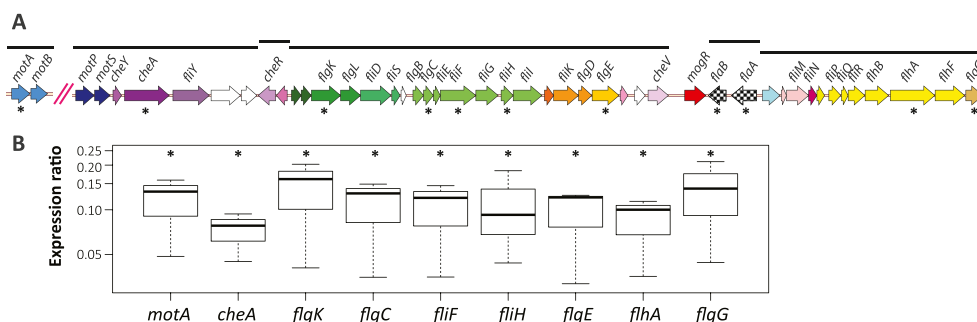 A
motA motB motP motS cheY cheA fliY cheR flgK flgL fliD fliS flgB flgC fliE fliF fliG fliH fliI fliK flgD flgE cheV mogR flaB flaA fliM fliN fliP fliR flhB flhA flhF flgG
* * * * * * * * * * *
B
Expression ratio
0.25
0.20
0.15
0.10
0.05
* * * * * * * * *
motA cheA flgK flgC fliF fliH flgE flhA flgG